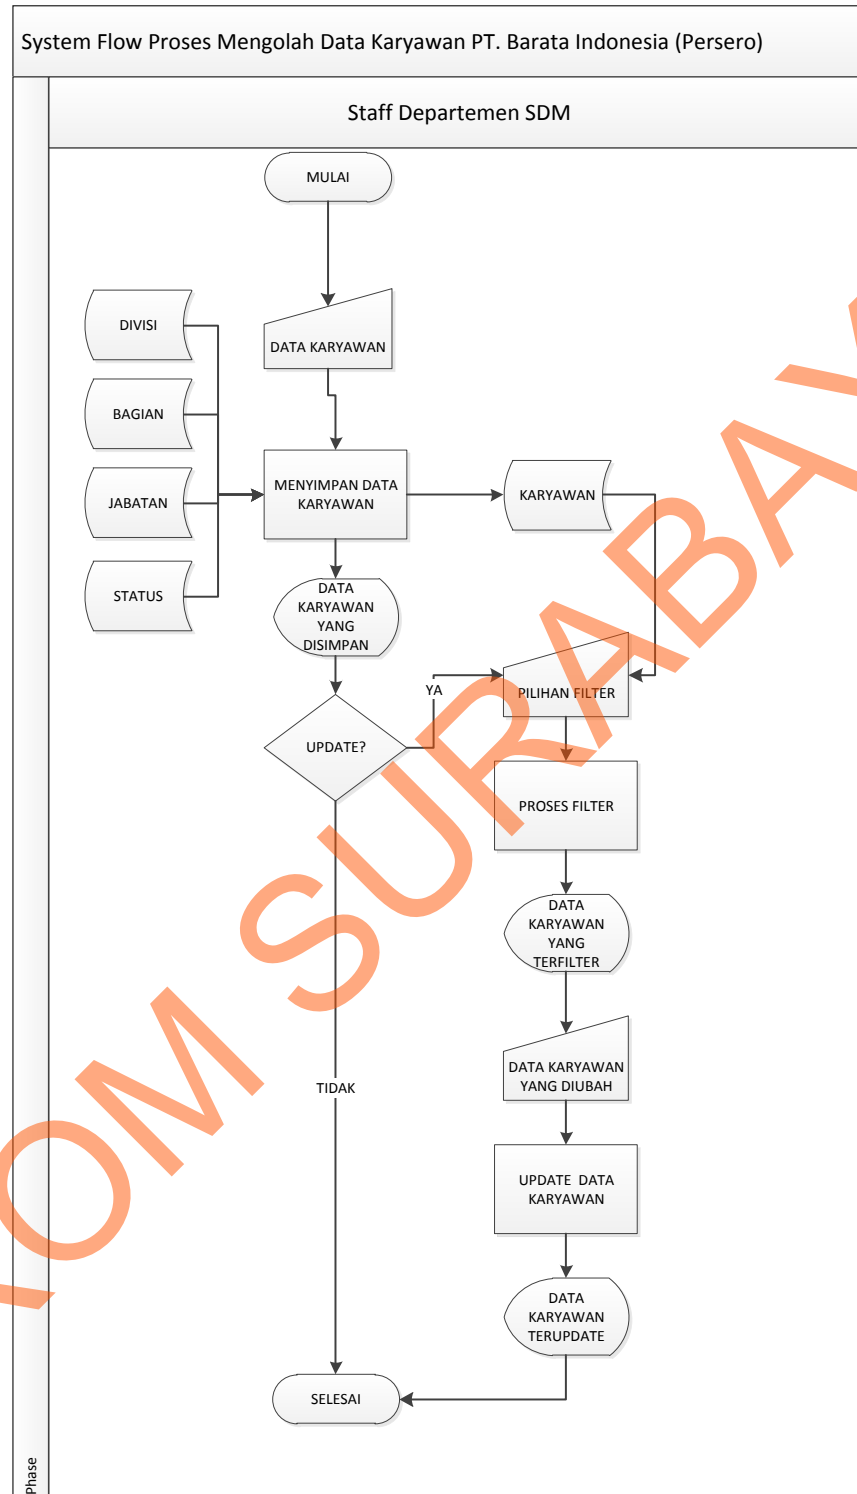 System Flow Proses Mengolah Data Karyawan PT. Barata Indonesia (Persero)
Staff Departemen SDM
MULAI
DIVISI
DATA KARYAWAN
BAGIAN
MENYIMPAN DATA
KARYAWAN
KARYAWAN
JABATAN
STATUS
DATA
KARYAWAN
YANG
DISIMPAN
YA
PILIHAN FILTER
UPDATE?
PROSES FILTER
DATA
KARYAWAN
YANG
TERFILTER
DATA KARYAWAN
YANG DIUBAH
TIDAK
UPDATE DATA
KARYAWAN
DATA
KARYAWAN
TERUPDATE
SELESAI
Phase
OM SURABAY